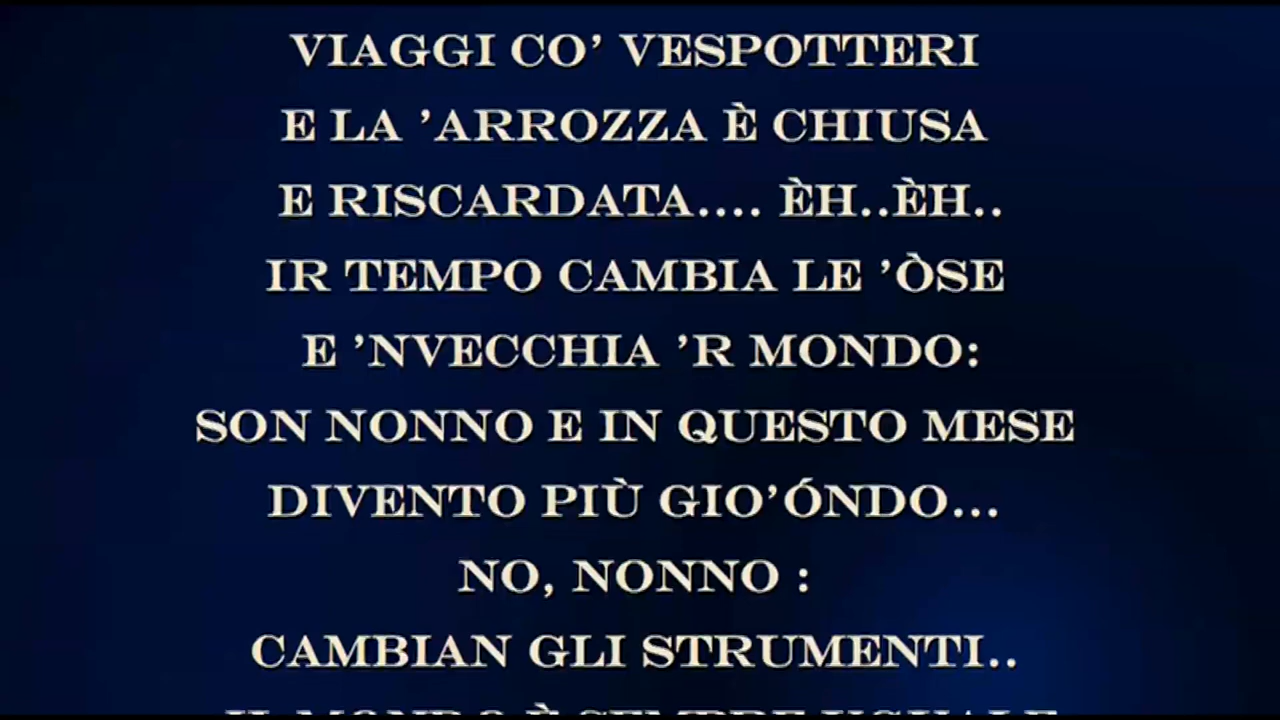 VIAGGI CO' VESPOTTERI
E LA 'ARROZZA È CHIUSA
E RISCARDATA.... ÈH..ÈH..
IR TEMPO CAMBIA LE 'ÒSE
E 'NVECCHIA 'R MONDO:
SON NONNO E IN QUESTO MESE
DIVENTO PIÙ GIO'ÓNDO...
NO, NONNO :
CAMBIAN GLI STRUMENTI..